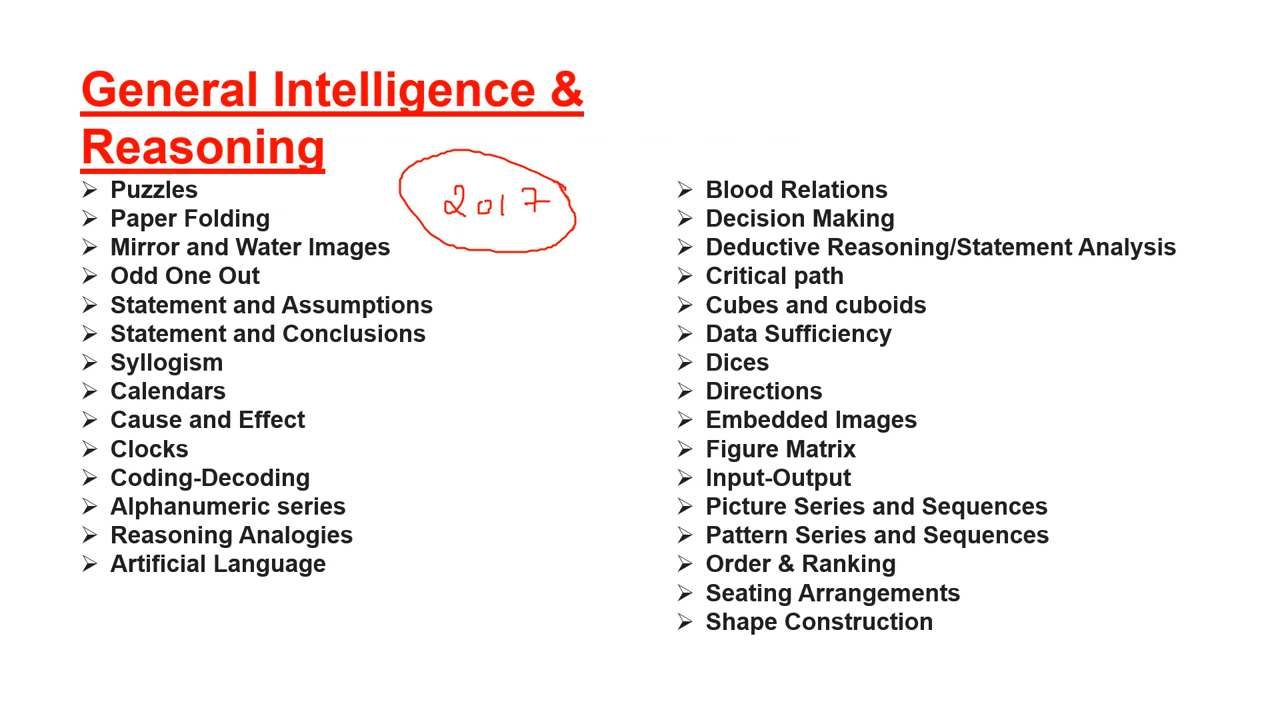 General Intelligence &
Reasoning
2017
Puzzles
Paper Folding
Mirror and Water Images
Odd One Out
Statement and Assumptions
Statement and Conclusions
Syllogism
Calendars
Cause and Effect
Clocks
Coding-Decoding
Alphanumeric series
Reasoning Analogies
Artificial Language
Blood Relations
Decision Making
Deductive Reasoning/Statement Analysis
Critical path
Cubes and cuboids
Data Sufficiency
Dices
Directions
Embedded Images
Figure Matrix
Input-Output
Picture Series and Sequences
Pattern Series and Sequences
Order & Ranking
Seating Arrangements
Shape Construction